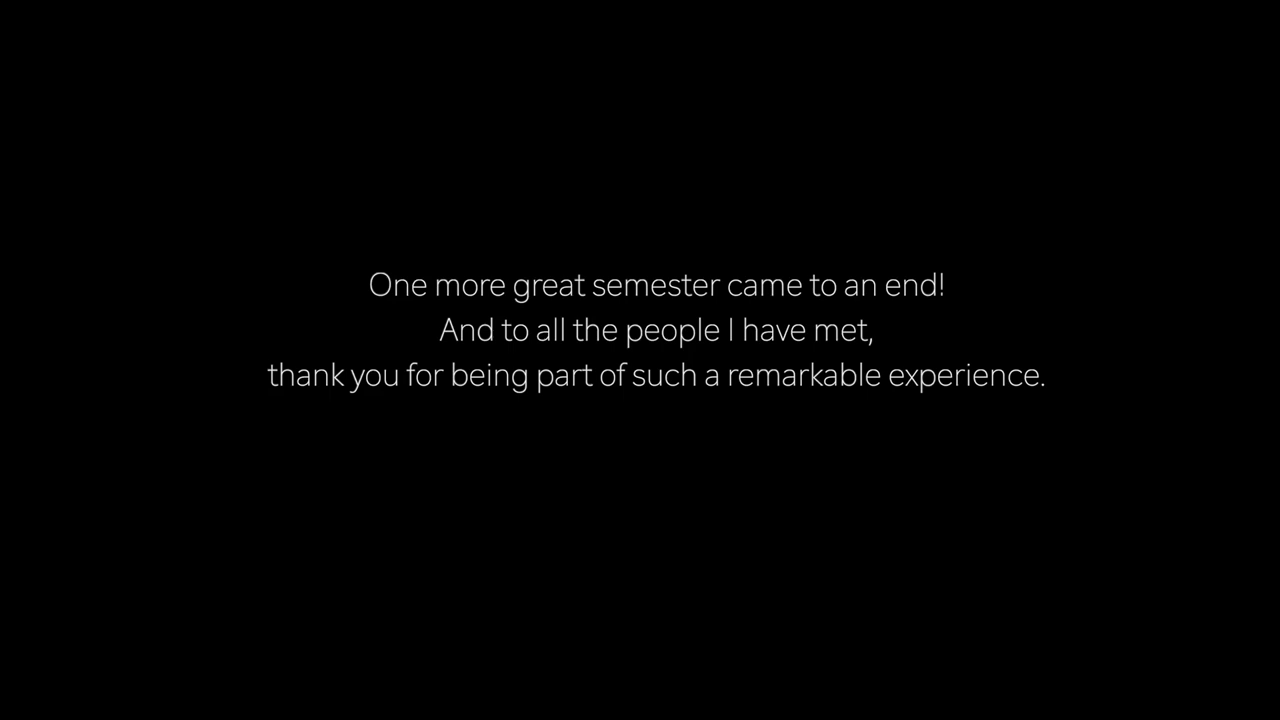 One more great semester came to an end!
And to all the people I have met,
thank you for being part of such a remarkable experience.